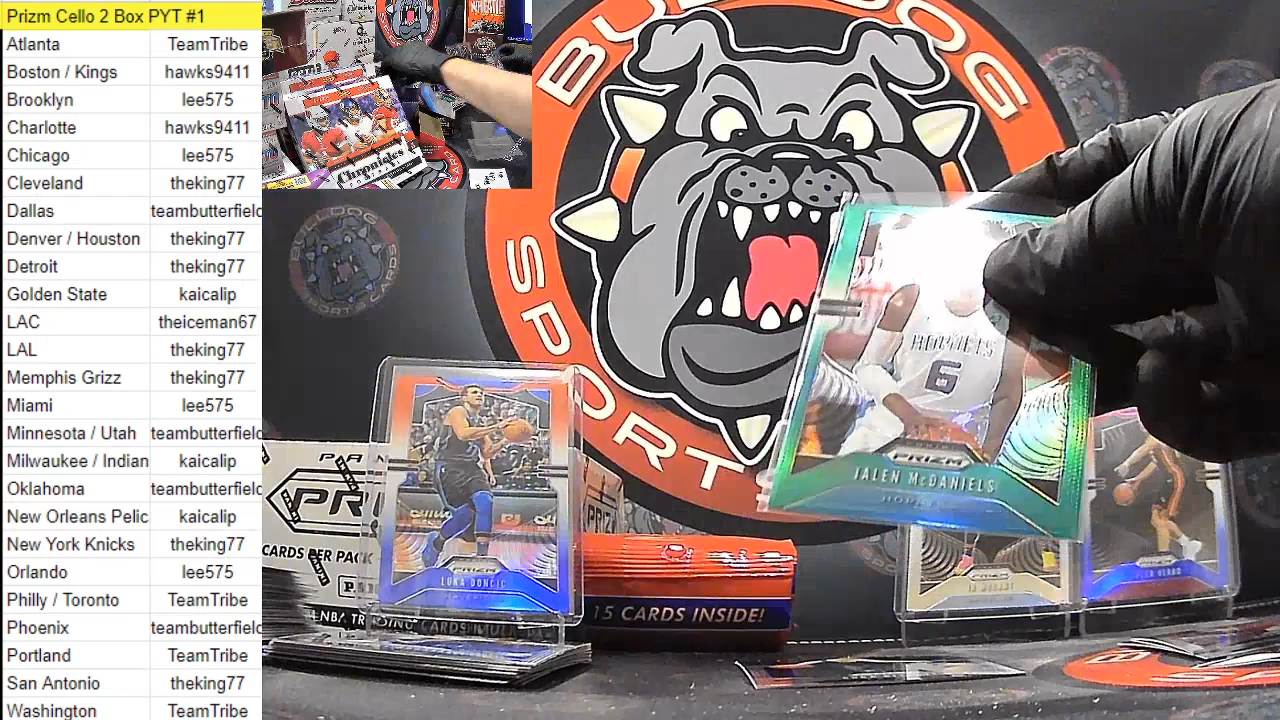 Prizm Cello 2 Box PYT #1
Atlanta TeamTribe
Boston / Kings hawks9411
Brooklyn lee575
Charlotte hawks9411
Chicago lee575
Cleveland theking77
Dallas teambutterfield
Denver / Houston theking77
Detroit theking77
Golden State kaicalip
LAC theiceman67
LAL theking77
Memphis Grizz theking77
Miami lee575
Minnesota / Utah teambutterfield
Milwaukee / Indian kaicalip
Oklahoma teambutterfield
New Orleans Pelic kaicalip
New York Knicks theking77
Orlando lee575
Philly / Toronto TeamTribe
Phoenix teambutterfield
Portland TeamTribe
San Antonio theking77
Washington TeamTribe
Chronicles
BULLDOG
SPORTS
HORNETS
6
PRIZM
JALEN McDANIELS
PRIZM
LUKA DONCIC
CARDS PER PACK
15 CARDS INSIDE!
PRIZM
JA MORANT